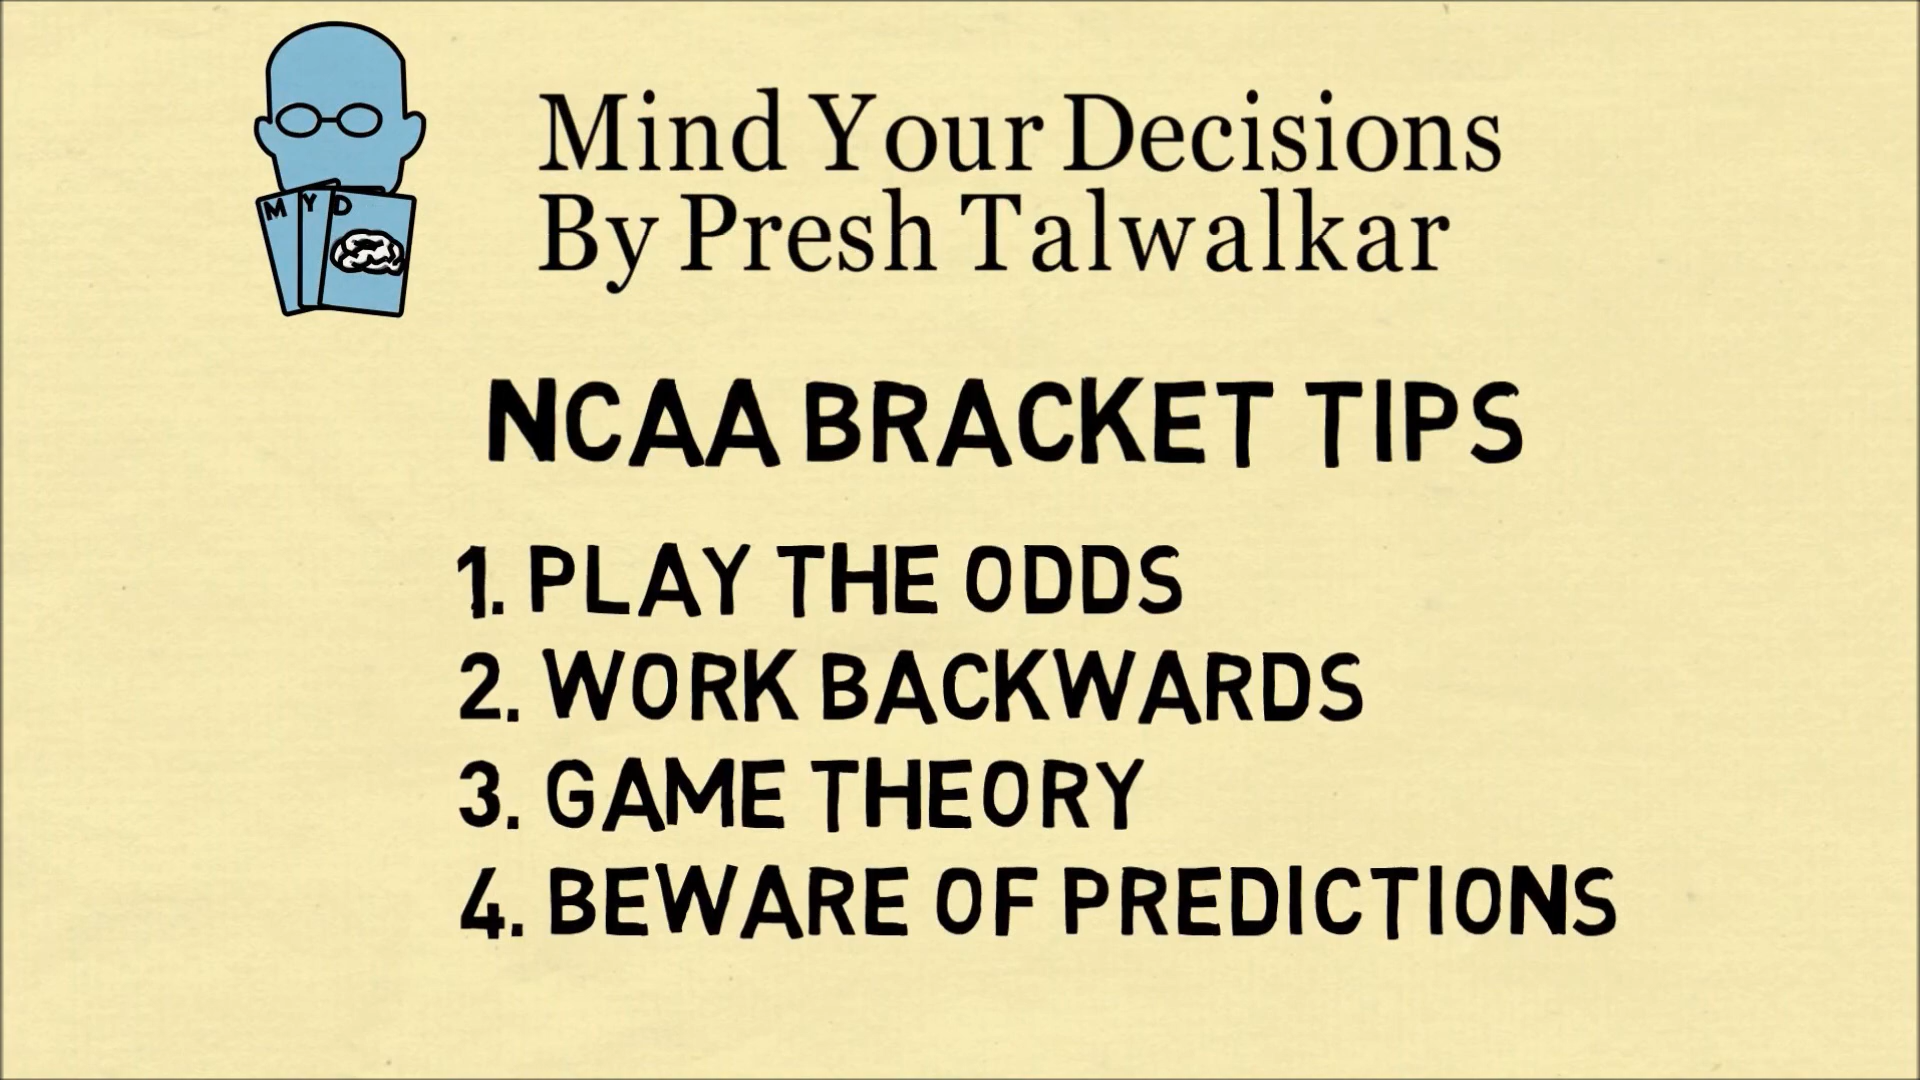 M Y D
Mind Your Decisions
By Presh Talwalkar
NCAA BRACKET TIPS
1. PLAY THE ODDS
2. WORK BACKWARDS
3. GAME THEORY
4. BEWARE OF PREDICTIONS